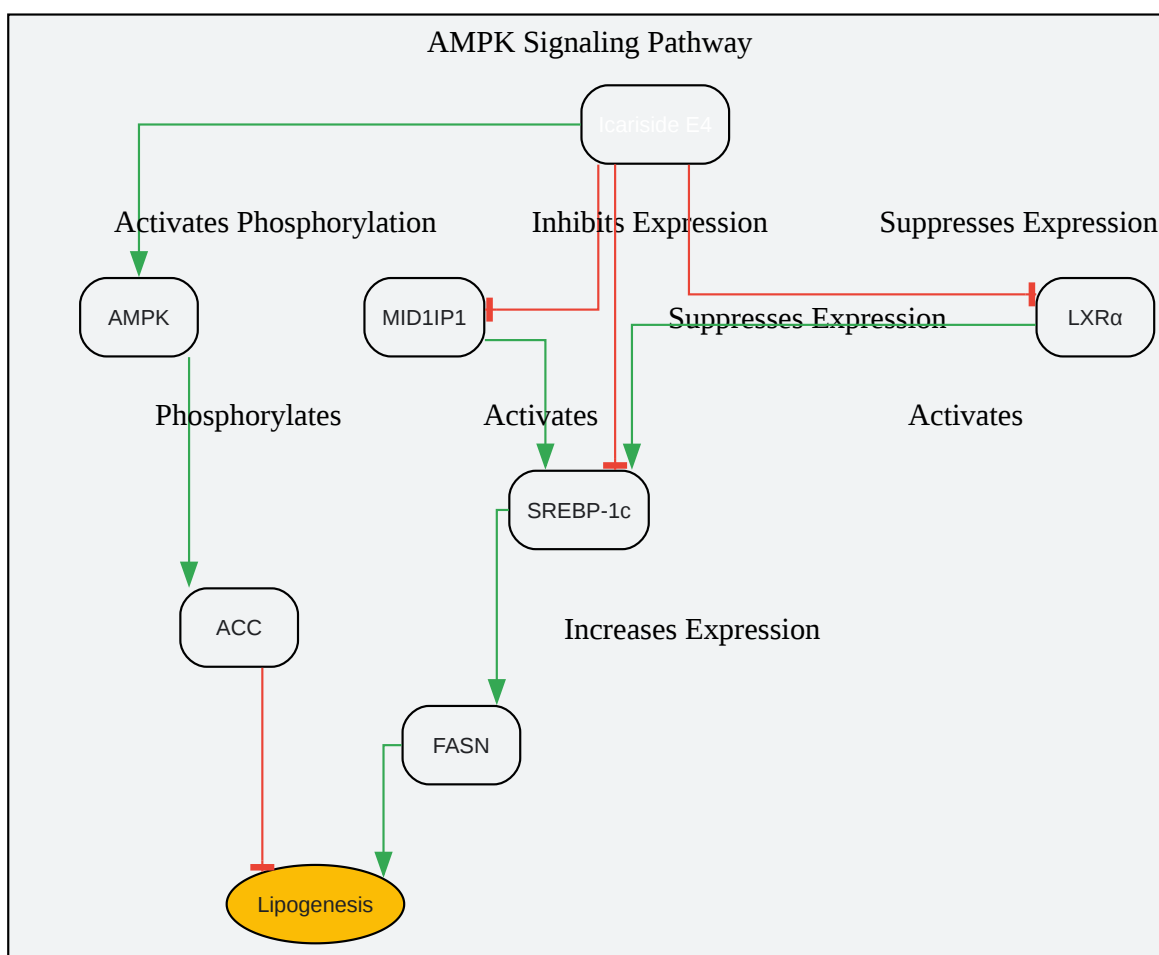 AMPK Signaling Pathway
Icariside E4
Activates Phosphorylation
Inhibits Expression
Suppresses Expression
AMPK
MID1IP1
Suppresses Expression
LXRα
Phosphorylates
Activates
Activates
SREBP-1c
ACC
Increases Expression
FASN
Lipogenesis